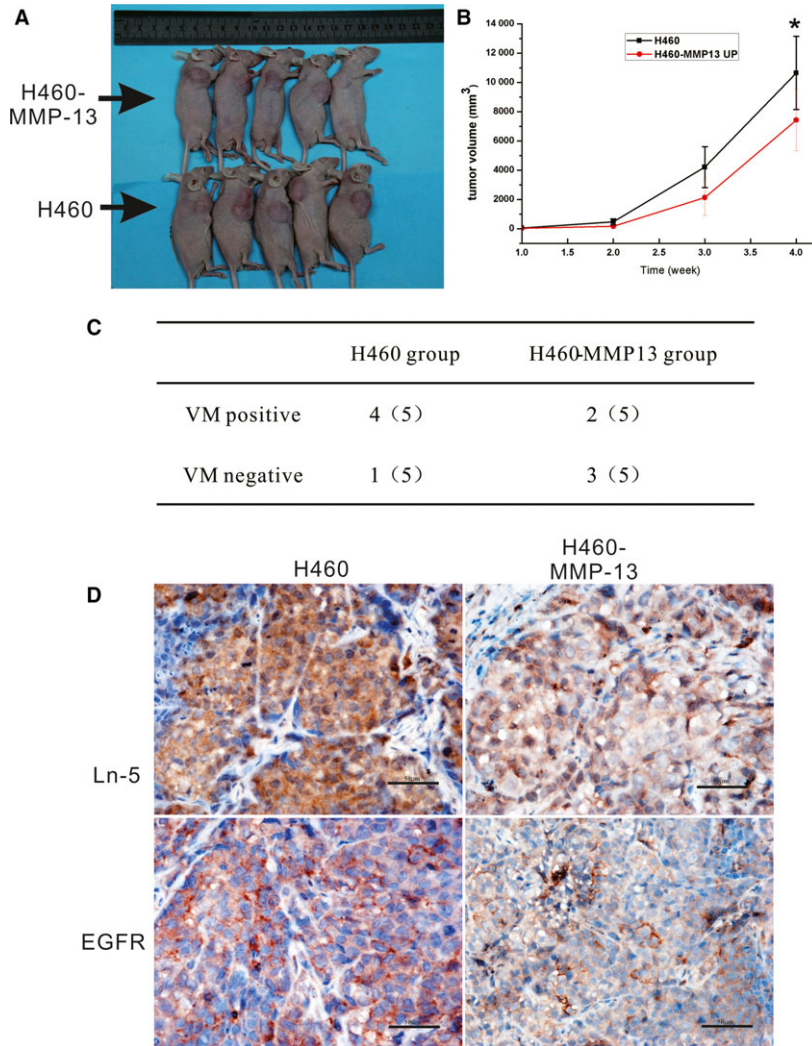 A
H460-
MMP-13
H460
B
*
H460
H460-MMP13 UP
tumor volume (mm³)
14 000
12 000
10 000
8000
6000
4000
2000
0
1.0 1.5 2.0 2.5 3.0 3.5 4.0
Time (week)
C
H460 group H460-MMP13 group
VM positive 4（5） 2（5）
VM negative 1（5） 3（5）
D
H460
H460-
MMP-13
Ln-5
EGFR